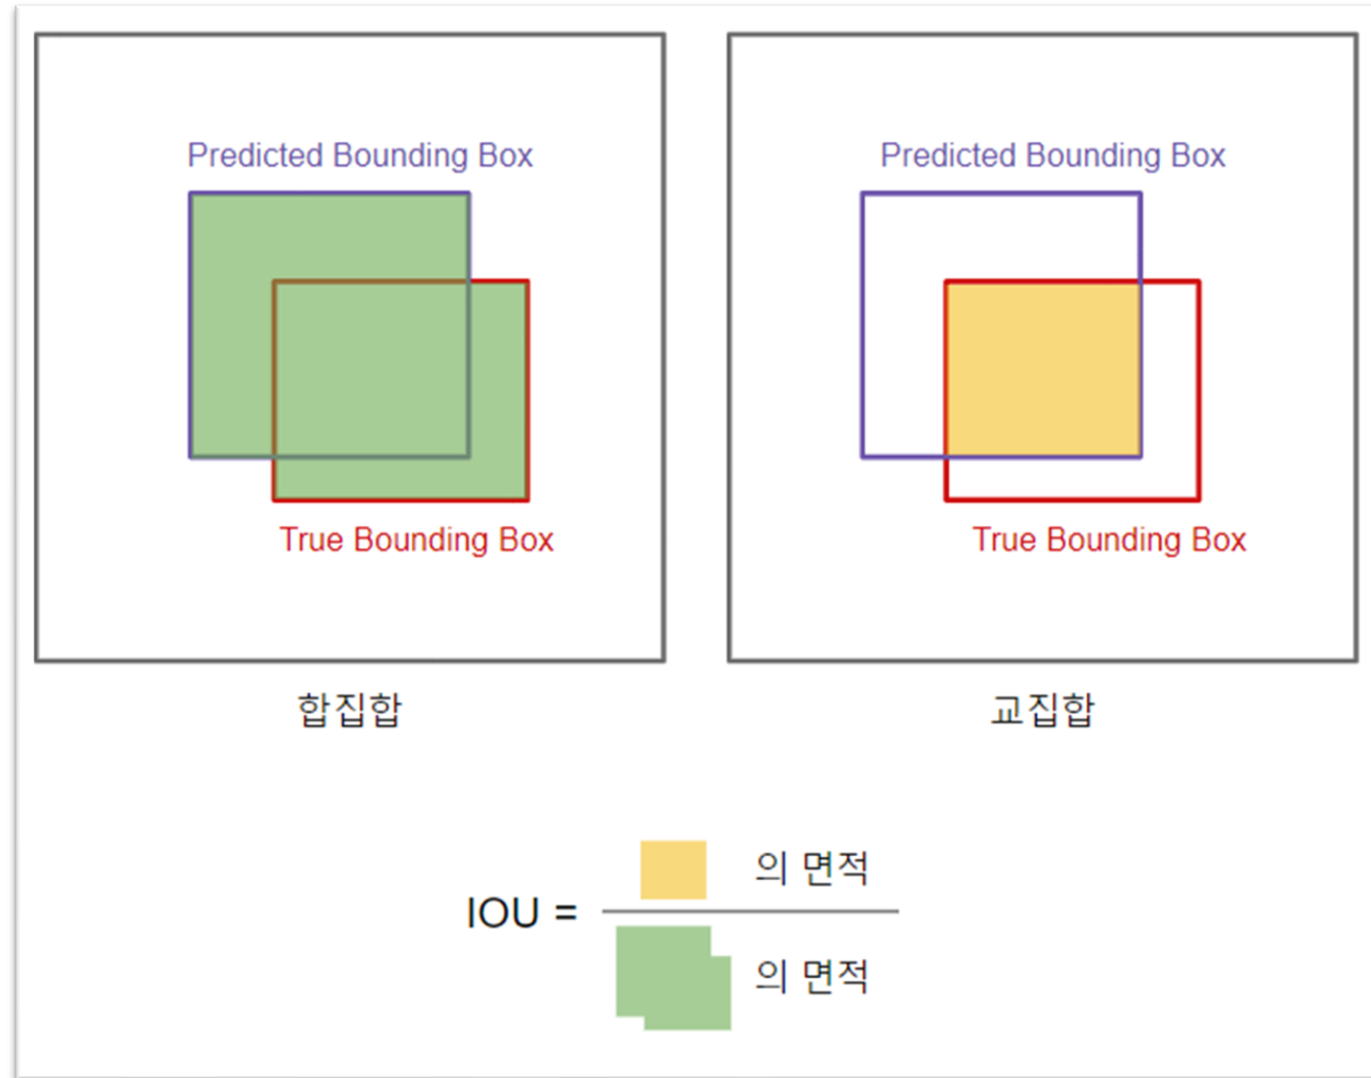 Predicted Bounding Box
True Bounding Box
합집합
Predicted Bounding Box
True Bounding Box
교집합
IOU =
의 면적
의 면적